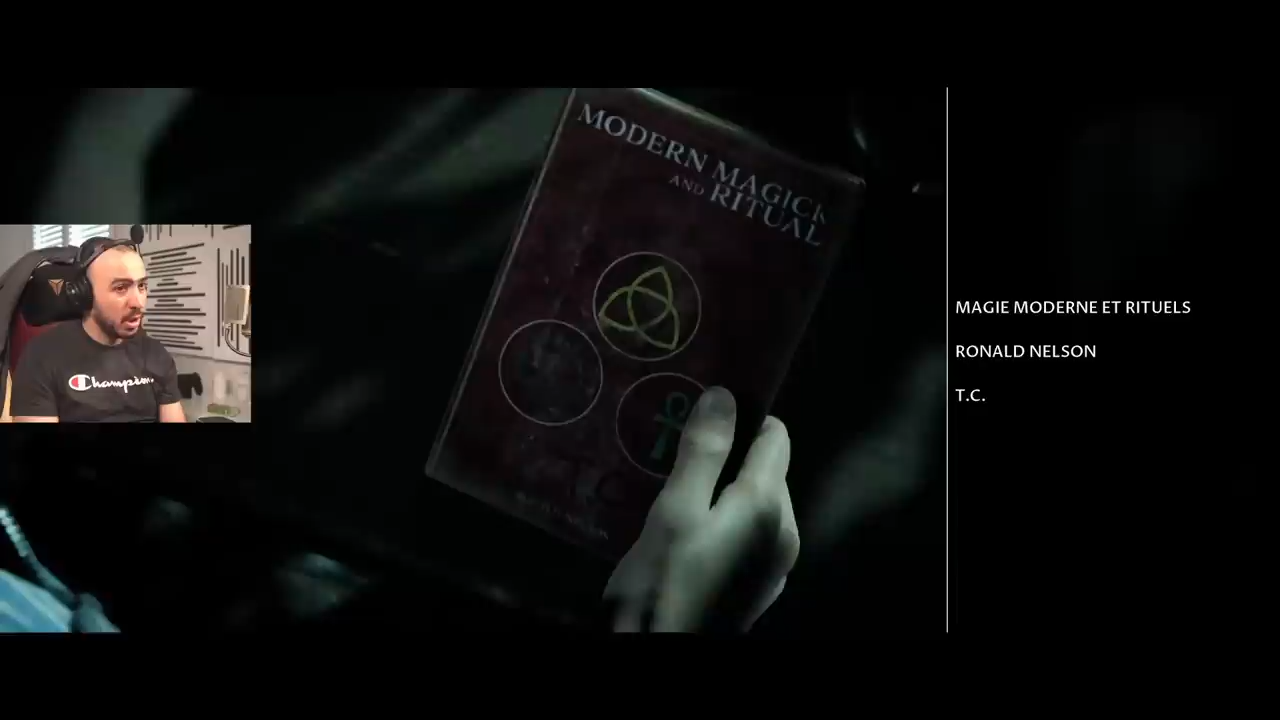 MODERN MAGICK
AND RITUAL
T.C.
Champion
MAGIE MODERNE ET RITUELS
RONALD NELSON
T.C.